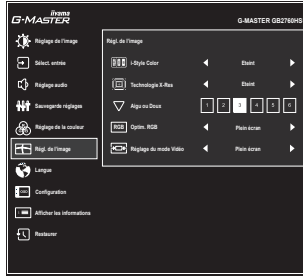 iiyama
G-MASTER
G-MASTER GB2760HS
Réglage de l'image
Sélect. entrée
Réglage audio
Sauvegarde réglages
Réglage de la couleur
Régl. de l'image
Langue
Configuration
Afficher les informations
Restaurer
Régl. de l'image
i-Style Color
Eteint
Technologie X-Res
Eteint
Aigu ou Doux
1 2 3 4 5 6
RGB
Optim. RGB
Plein écran
Réglage du mode Vidéo
Plein écran